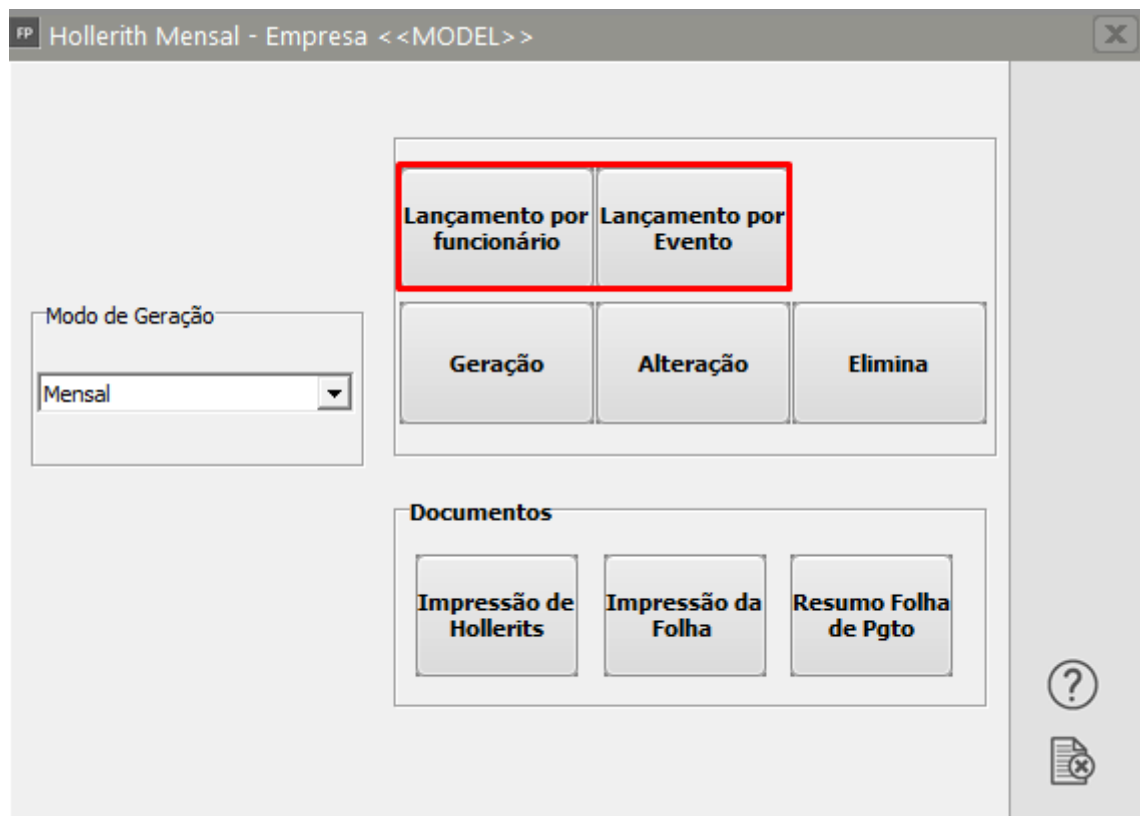 FP Hollerith Mensal - Empresa <<MODEL>>
Lançamento por
funcionário
Lançamento por
Evento
Modo de Geração
Mensal
Geração
Alteração
Elimina
Documentos
Impressão de
Hollerits
Impressão da
Folha
Resumo Folha
de Pgto
?